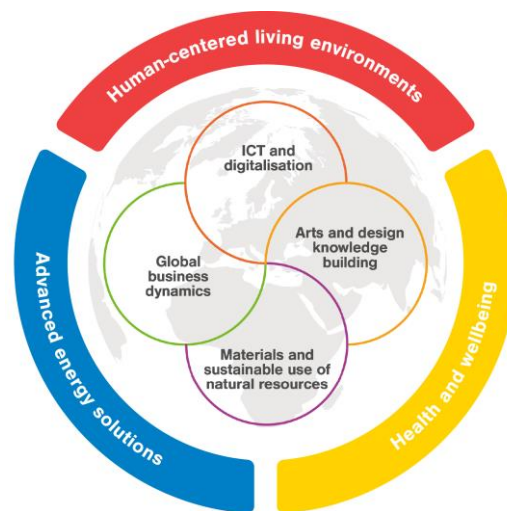 Human-centered living environments
ICT and
digitalisation
Arts and design
knowledge
building
Global
business
dynamics
Materials and
sustainable use of
natural resources
Advanced energy solutions
Health and wellbeing